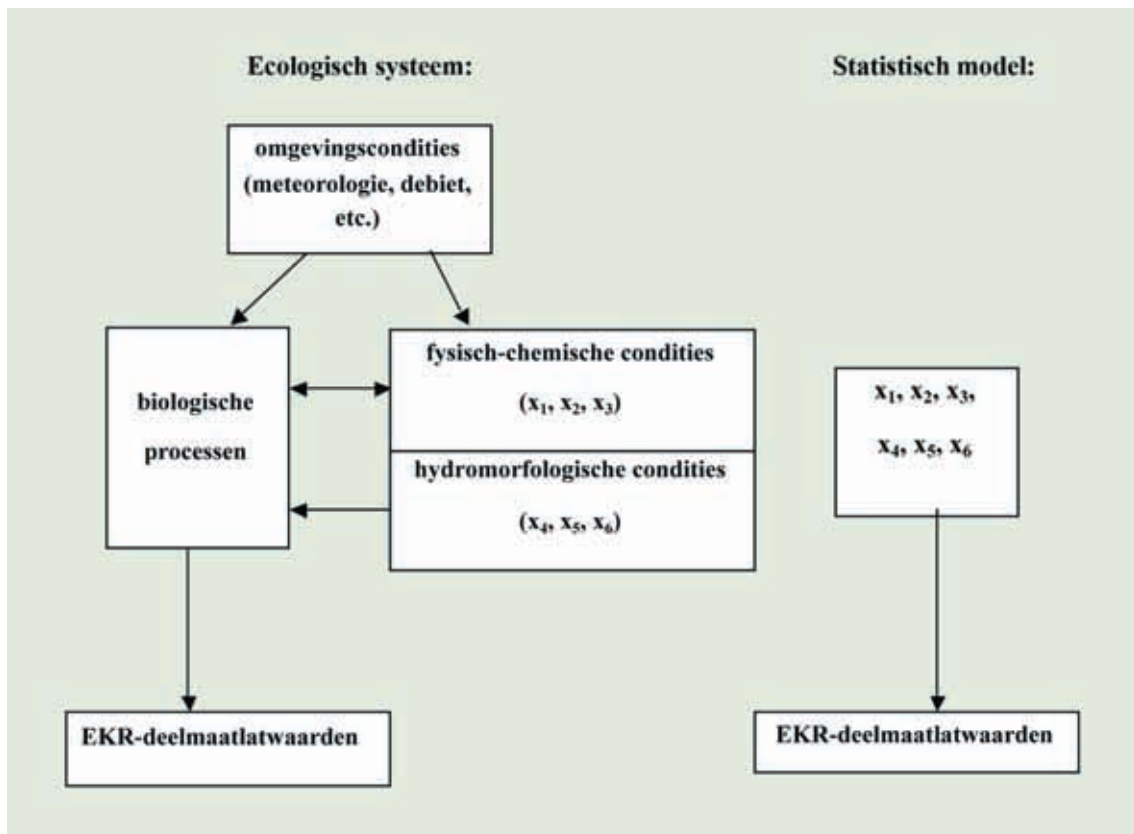 Ecologisch systeem:
Statistisch model:
omgevingscondities
(meteorologie, debiet,
etc.)
biologische
processen
fysisch-chemische condities
(x₁, x₂, x₃)
hydromorfologische condities
(x₄, x₅, x₆)
x₁, x₂, x₃,
x₄, x₅, x₆
EKR-deelmaatlatwaarden
EKR-deelmaatlatwaarden